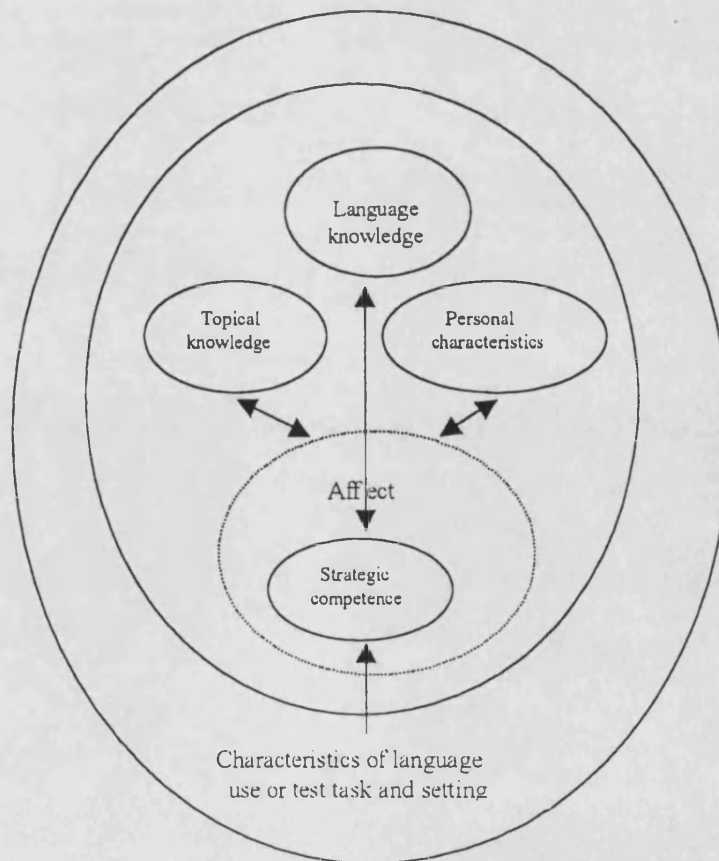 Language
knowledge
Topical
knowledge
Personal
characteristics
Affect
Strategic
competence
Characteristics of language
use or test task and setting